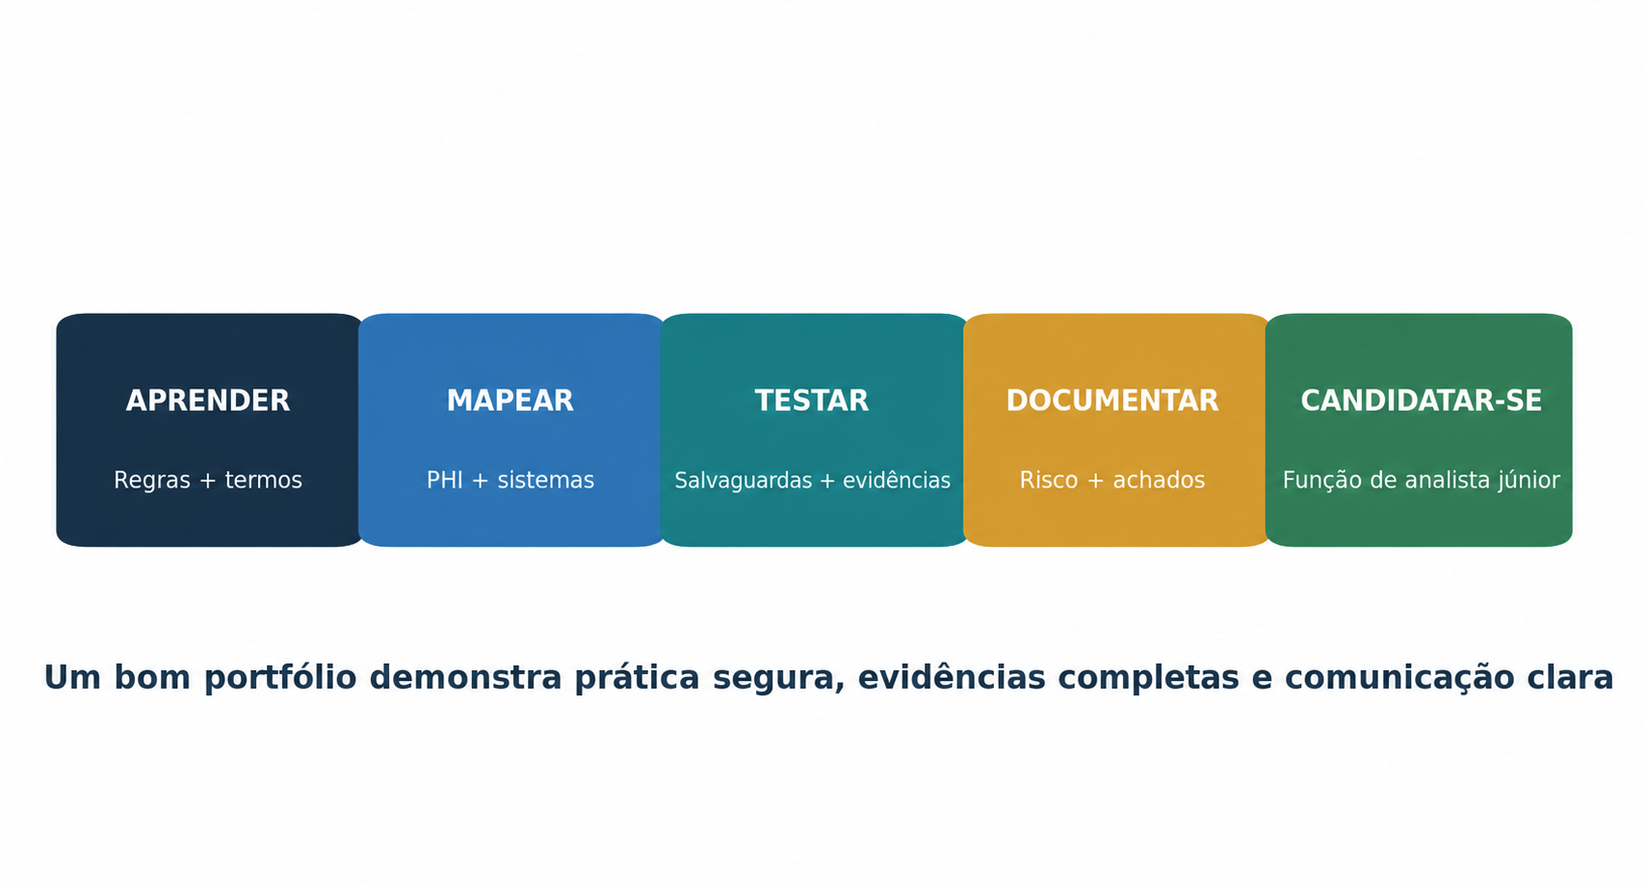 APRENDER
Regras + termos
MAPEAR
PHI + sistemas
TESTAR
Salvaguardas + evidências
DOCUMENTAR
Risco + achados
CANDIDATAR-SE
Função de analista júnior
Um bom portfólio demonstra prática segura, evidências completas e comunicação clara